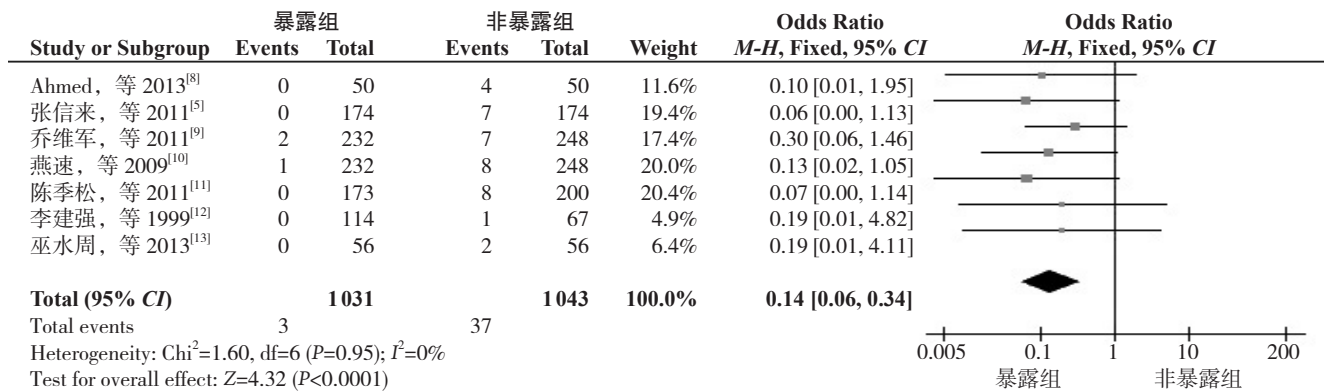 暴露组 非暴露组 Odds Ratio Odds Ratio
Study or Subgroup Events Total Events Total Weight M-H, Fixed, 95% CI M-H, Fixed, 95% CI
Ahmed，等 2013[8] 0 50 4 50 11.6% 0.10 [0.01, 1.95]
张信来，等 2011[5] 0 174 7 174 19.4% 0.06 [0.00, 1.13]
乔维军，等 2011[9] 2 232 7 248 17.4% 0.30 [0.06, 1.46]
燕速，等 2009[10] 1 232 8 248 20.0% 0.13 [0.02, 1.05]
陈季松，等 2011[11] 0 173 8 200 20.4% 0.07 [0.00, 1.14]
李建强，等 1999[12] 0 114 1 67 4.9% 0.19 [0.01, 4.82]
巫水周，等 2013[13] 0 56 2 56 6.4% 0.19 [0.01, 4.11]
Total (95% CI) 1 031 1 043 100.0% 0.14 [0.06, 0.34]
Total events 3 37
Heterogeneity: Chi²=1.60, df=6 (P=0.95); I²=0%
Test for overall effect: Z=4.32 (P<0.0001)
0.005 0.1 1 10 200
暴露组 非暴露组